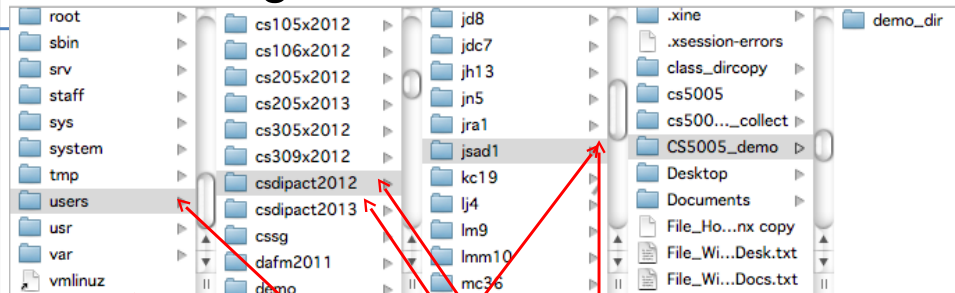 root
sbin
srv
staff
sys
system
tmp
users
usr
var
vmlinuz
cs105x2012
cs106x2012
cs205x2012
cs205x2013
cs305x2012
cs309x2012
csdipact2012
csdipact2013
cssg
dafm2011
demo
jd8
jdc7
jh13
jn5
jra1
jsad1
kc19
lj4
lm9
lmm10
mc36
.xine
.xsession-errors
class_dircopy
cs5005
cs500..._collect
CS5005_demo
Desktop
Documents
File_Ho...nx copy
File_Wi...Desk.txt
File_Wi...Docs.txt
demo_dir